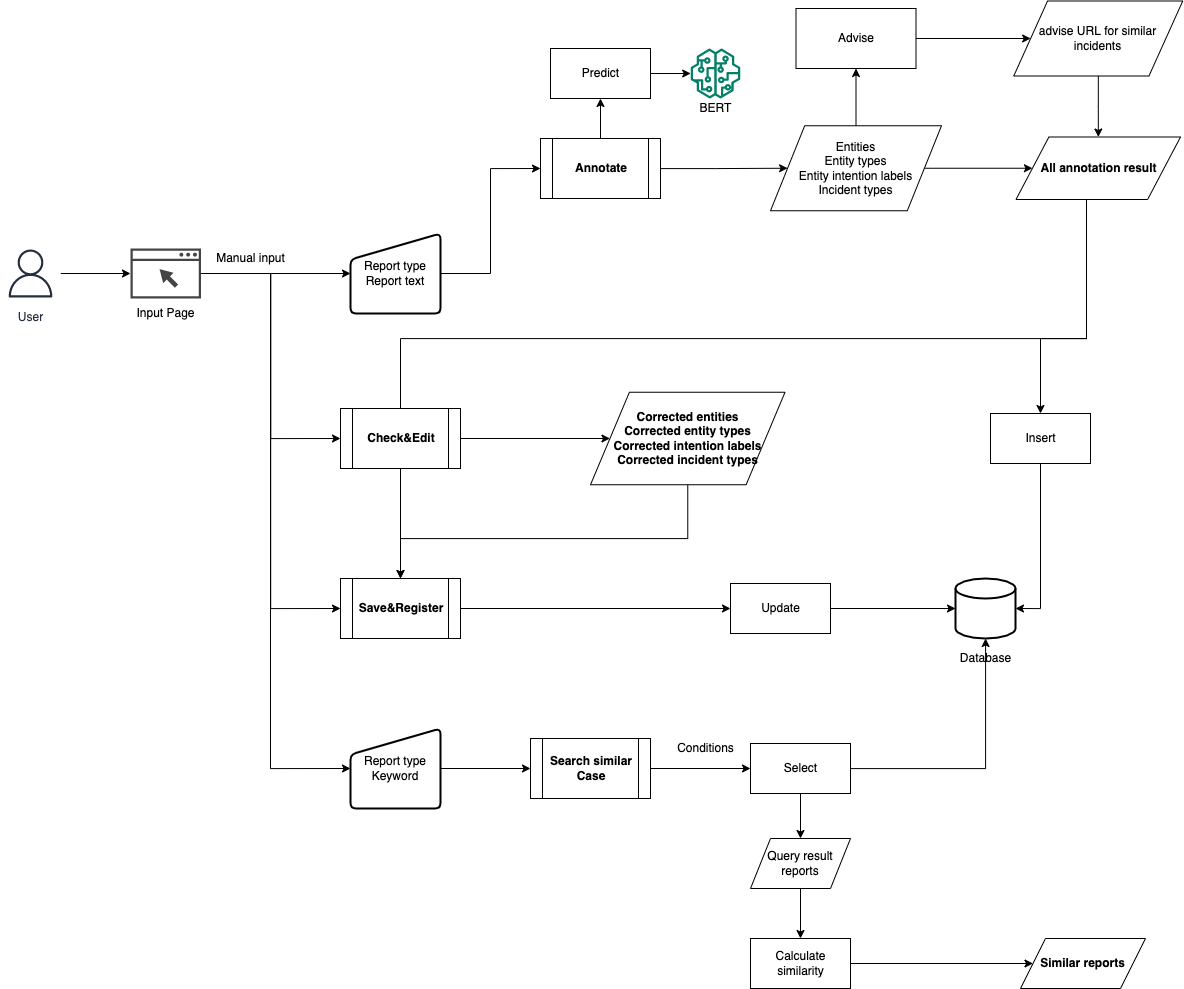 Advise
advise URL for similar
incidents
Predict
BERT
Annotate
Entities
Entity types
Entity intention labels
Incident types
All annotation result
Manual input
Report type
Report text
User
Input Page
Check&Edit
Corrected entities
Corrected entity types
Corrected intention labels
Corrected incident types
Insert
Save&Register
Update
Database
Report type
Keyword
Search similar
Case
Conditions
Select
Query result
reports
Calculate
similarity
Similar reports